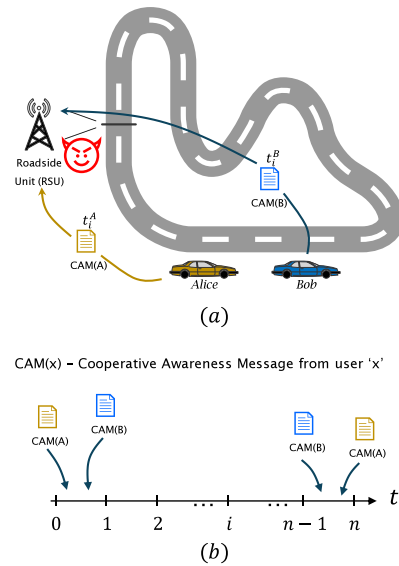 t_i^B
Roadside
Unit (RSU)
CAM(B)
t_i^A
CAM(A)
Alice
Bob
(a)
CAM(x) – Cooperative Awareness Message from user ‘x’
CAM(A)
CAM(B)
CAM(B)
CAM(A)
... ... t
0 1 2 i n − 1 n
(b)